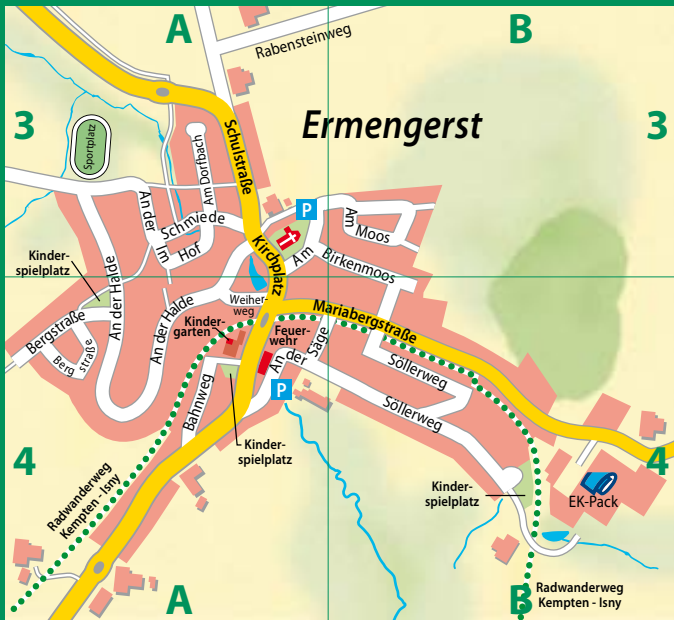 A
B
Rabensteinweg
3
3
Ermengerst
Sportplatz
Schulstraße
Am Dorfbach
An der
Schmiede
Im
Hof
P
Am
Moos
Kirchplatz
Am
Birkenmoos
Kinder-
spielplatz
An der Halde
An der Halde
Weiher-
weg
Mariabergstraße
Bergstraße
Berg
straße
Kinder-
garten
Feuer-
wehr
An der
Säge
Söllerweg
Söllerweg
P
Bahnweg
Kinder-
spielplatz
4
4
Kinder-
spielplatz
EK-Pack
Radwanderweg
Kempten - Isny
A
B
Radwanderweg
Kempten - Isny